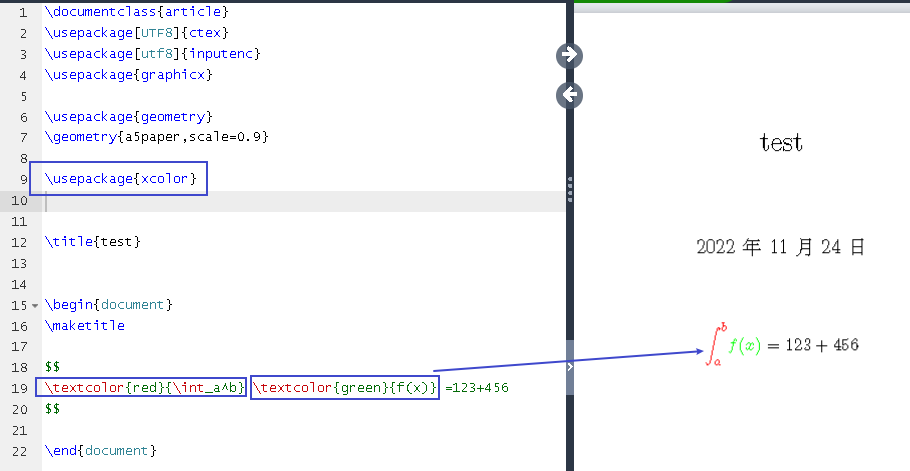 1 \documentclass{article}
2 \usepackage[UTF8]{ctex}
3 \usepackage[utf8]{inputenc}
4 \usepackage{graphicx}
5
6 \usepackage{geometry}
7 \geometry{a5paper,scale=0.9}
8
9 \usepackage{xcolor}
10
11
12 \title{test}
13
14
15 \begin{document}
16 \maketitle
17
18 $$
19 \textcolor{red}{\int_a^b} \textcolor{green}{f(x)} =123+456
20 $$
21
22 \end{document}
test
2022 年 11 月 24 日
∫_a^b f(x) = 123 + 456